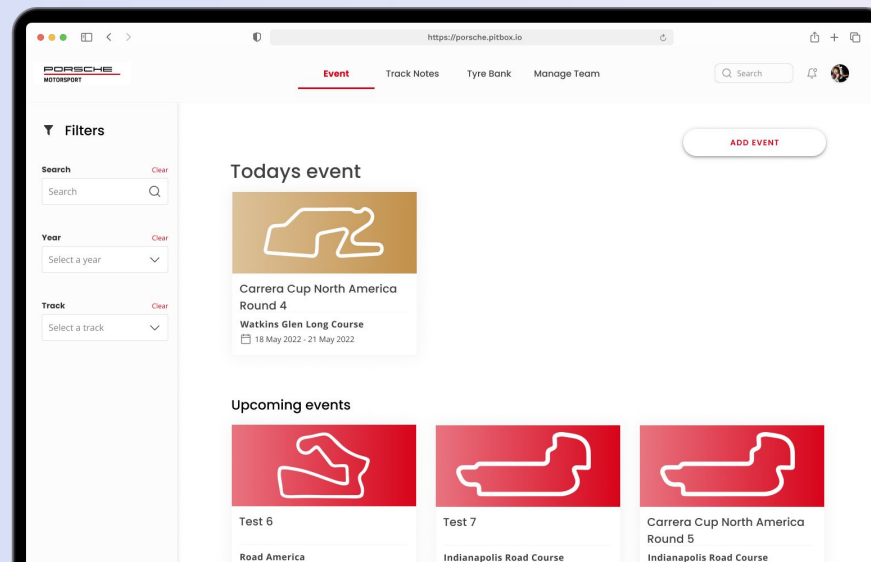 https://porsche.pitbox.io
PORSCHE
MOTORSPORT
Event
Track Notes
Tyre Bank
Manage Team
Search
Filters
Search
Clear
Search
Year
Clear
Select a year
Track
Clear
Select a track
ADD EVENT
Todays event
Carrera Cup North America
Round 4
Watkins Glen Long Course
18 May 2022 - 21 May 2022
Upcoming events
Test 6
Road America
Test 7
Indianapolis Road Course
Carrera Cup North America
Round 5
Indianapolis Road Course